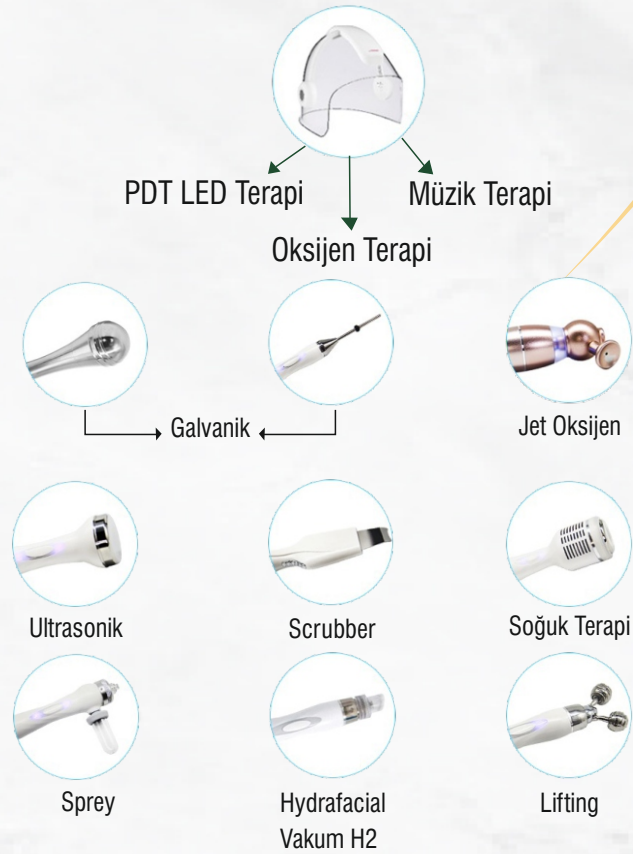 PDT LED Terapi
Müzik Terapi
Oksijen Terapi
Galvanik
Jet Oksijen
Ultrasonik
Scrubber
Soğuk Terapi
Sprey
Hydrafacial
Vakum H2
Lifting